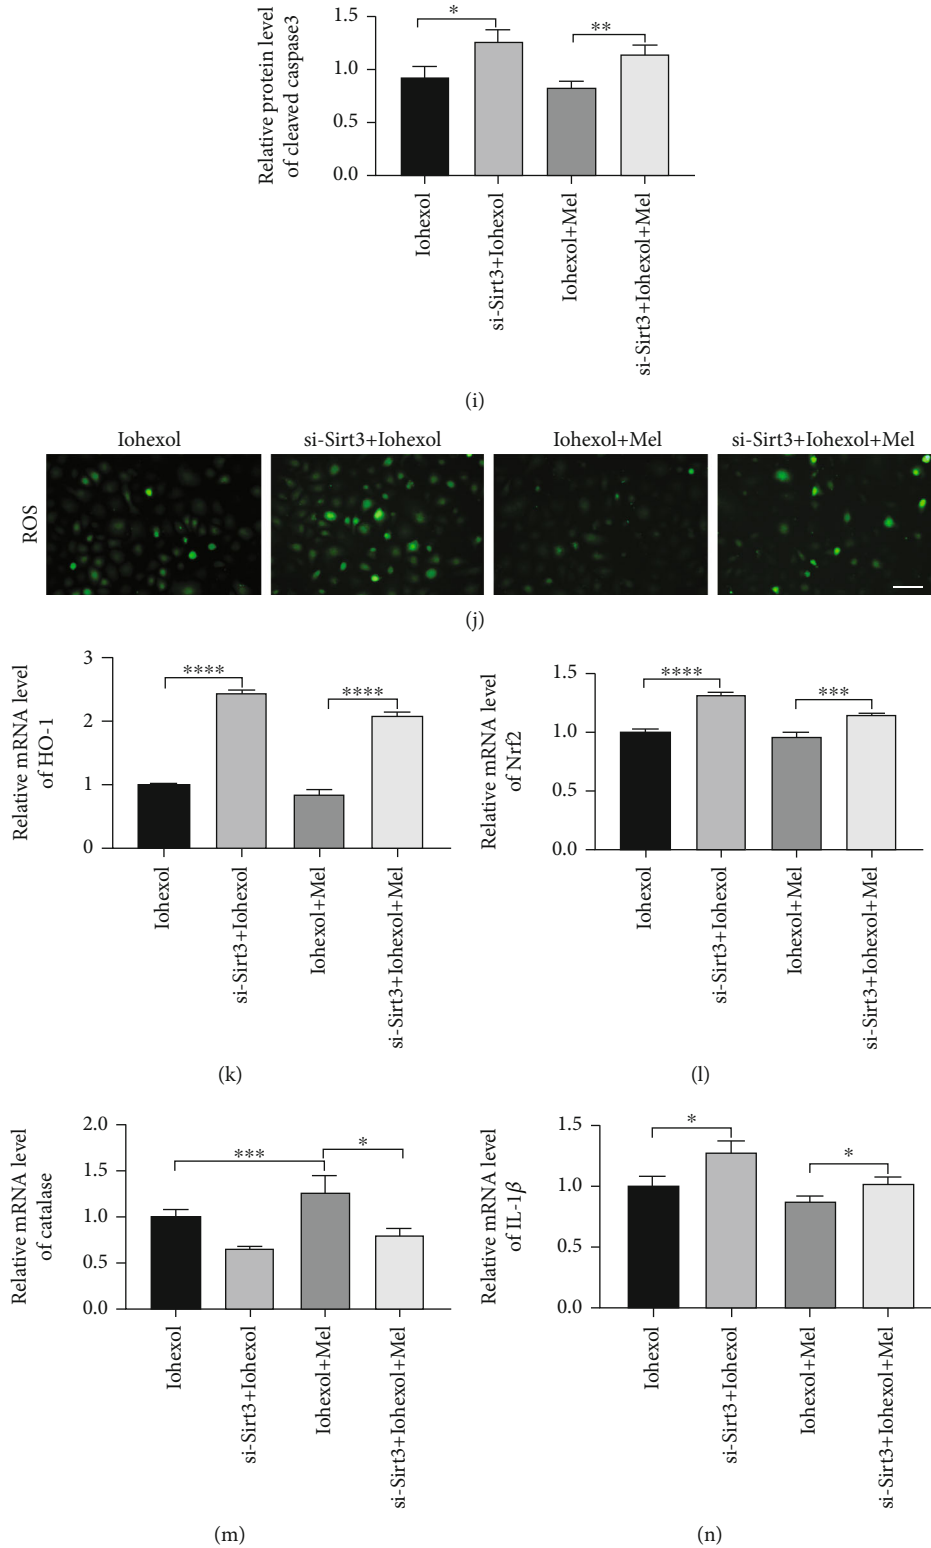 Relative protein level
of cleaved caspase3
1.5
1.0
0.5
0.0
*
**
Iohexol
si-Sirt3+Iohexol
Iohexol+Mel
si-Sirt3+Iohexol+Mel
(i)
Iohexol
si-Sirt3+Iohexol
Iohexol+Mel
si-Sirt3+Iohexol+Mel
ROS
(j)
Relative mRNA level
of HO-1
3
2
1
0
****
****
Iohexol
si-Sirt3+Iohexol
Iohexol+Mel
si-Sirt3+Iohexol+Mel
(k)
Relative mRNA level
of Nrf2
1.5
1.0
0.5
0.0
****
***
Iohexol
si-Sirt3+Iohexol
Iohexol+Mel
si-Sirt3+Iohexol+Mel
(l)
Relative mRNA level
of catalase
2.0
1.5
1.0
0.5
0.0
***
*
Iohexol
si-Sirt3+Iohexol
Iohexol+Mel
si-Sirt3+Iohexol+Mel
(m)
Relative mRNA level
of IL-1β
1.5
1.0
0.5
0.0
*
*
Iohexol
si-Sirt3+Iohexol
Iohexol+Mel
si-Sirt3+Iohexol+Mel
(n)